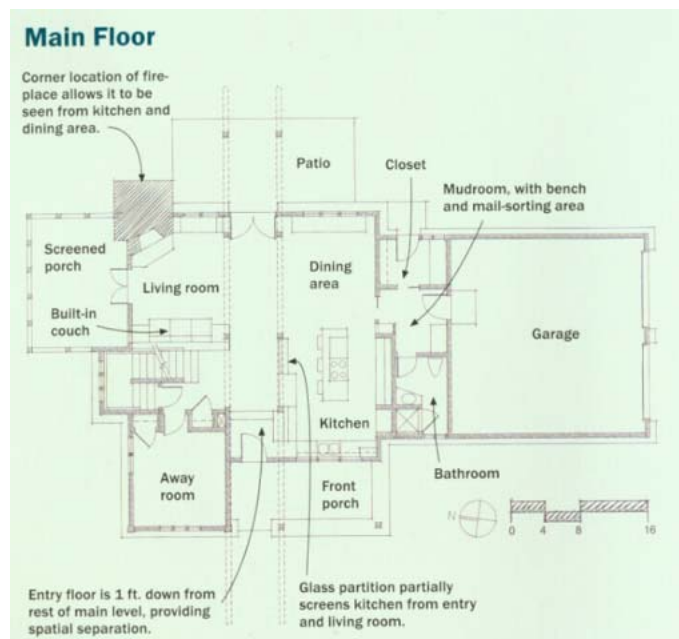 Main Floor
Corner location of fire-
place allows it to be
seen from kitchen and
dining area.
Patio
Closet
Mudroom, with bench
and mail-sorting area
Screened
porch
Living room
Dining
area
Built-in
couch
Garage
Kitchen
Bathroom
Away
room
Front
porch
N
0 4 8 16
Entry floor is 1 ft. down from
rest of main level, providing
spatial separation.
Glass partition partially
screens kitchen from entry
and living room.